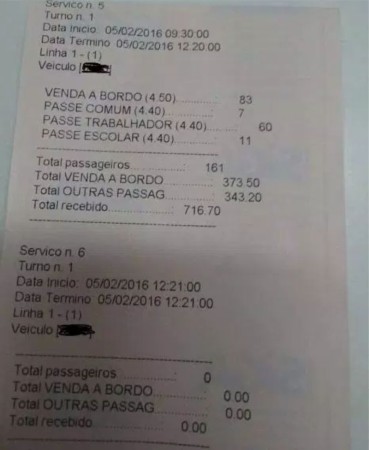 Servico n. 5
Turno n. 1
Data Inicio: 05/02/2016 09:30:00
Data Termino 05/02/2016 12:20:00
Linha 1 - (1)
Veiculo [
VENDA A BORDO (4.50)............: 83
PASSE COMUM (4.40)............: 7
PASSE TRABALHADOR (4.40)...: 60
PASSE ESCOLAR (4.40)............: 11
------------------------------------------------
Total passageiros....................: 161
Total VENDA A BORDO............: 373.50
Total OUTRAS PASSAG............: 343.20
Total recebido....................: 716.70
------------------------------------------------
Servico n. 6
Turno n. 1
Data Inicio: 05/02/2016 12:21:00
Data Termino 05/02/2016 12:21:00
Linha 1 - (1)
Veiculo [
------------------------------------------------
Total passageiros....................: 0
Total VENDA A BORDO............: 0.00
Total OUTRAS PASSAG............: 0.00
Total recebido....................: 0.00
------------------------------------------------